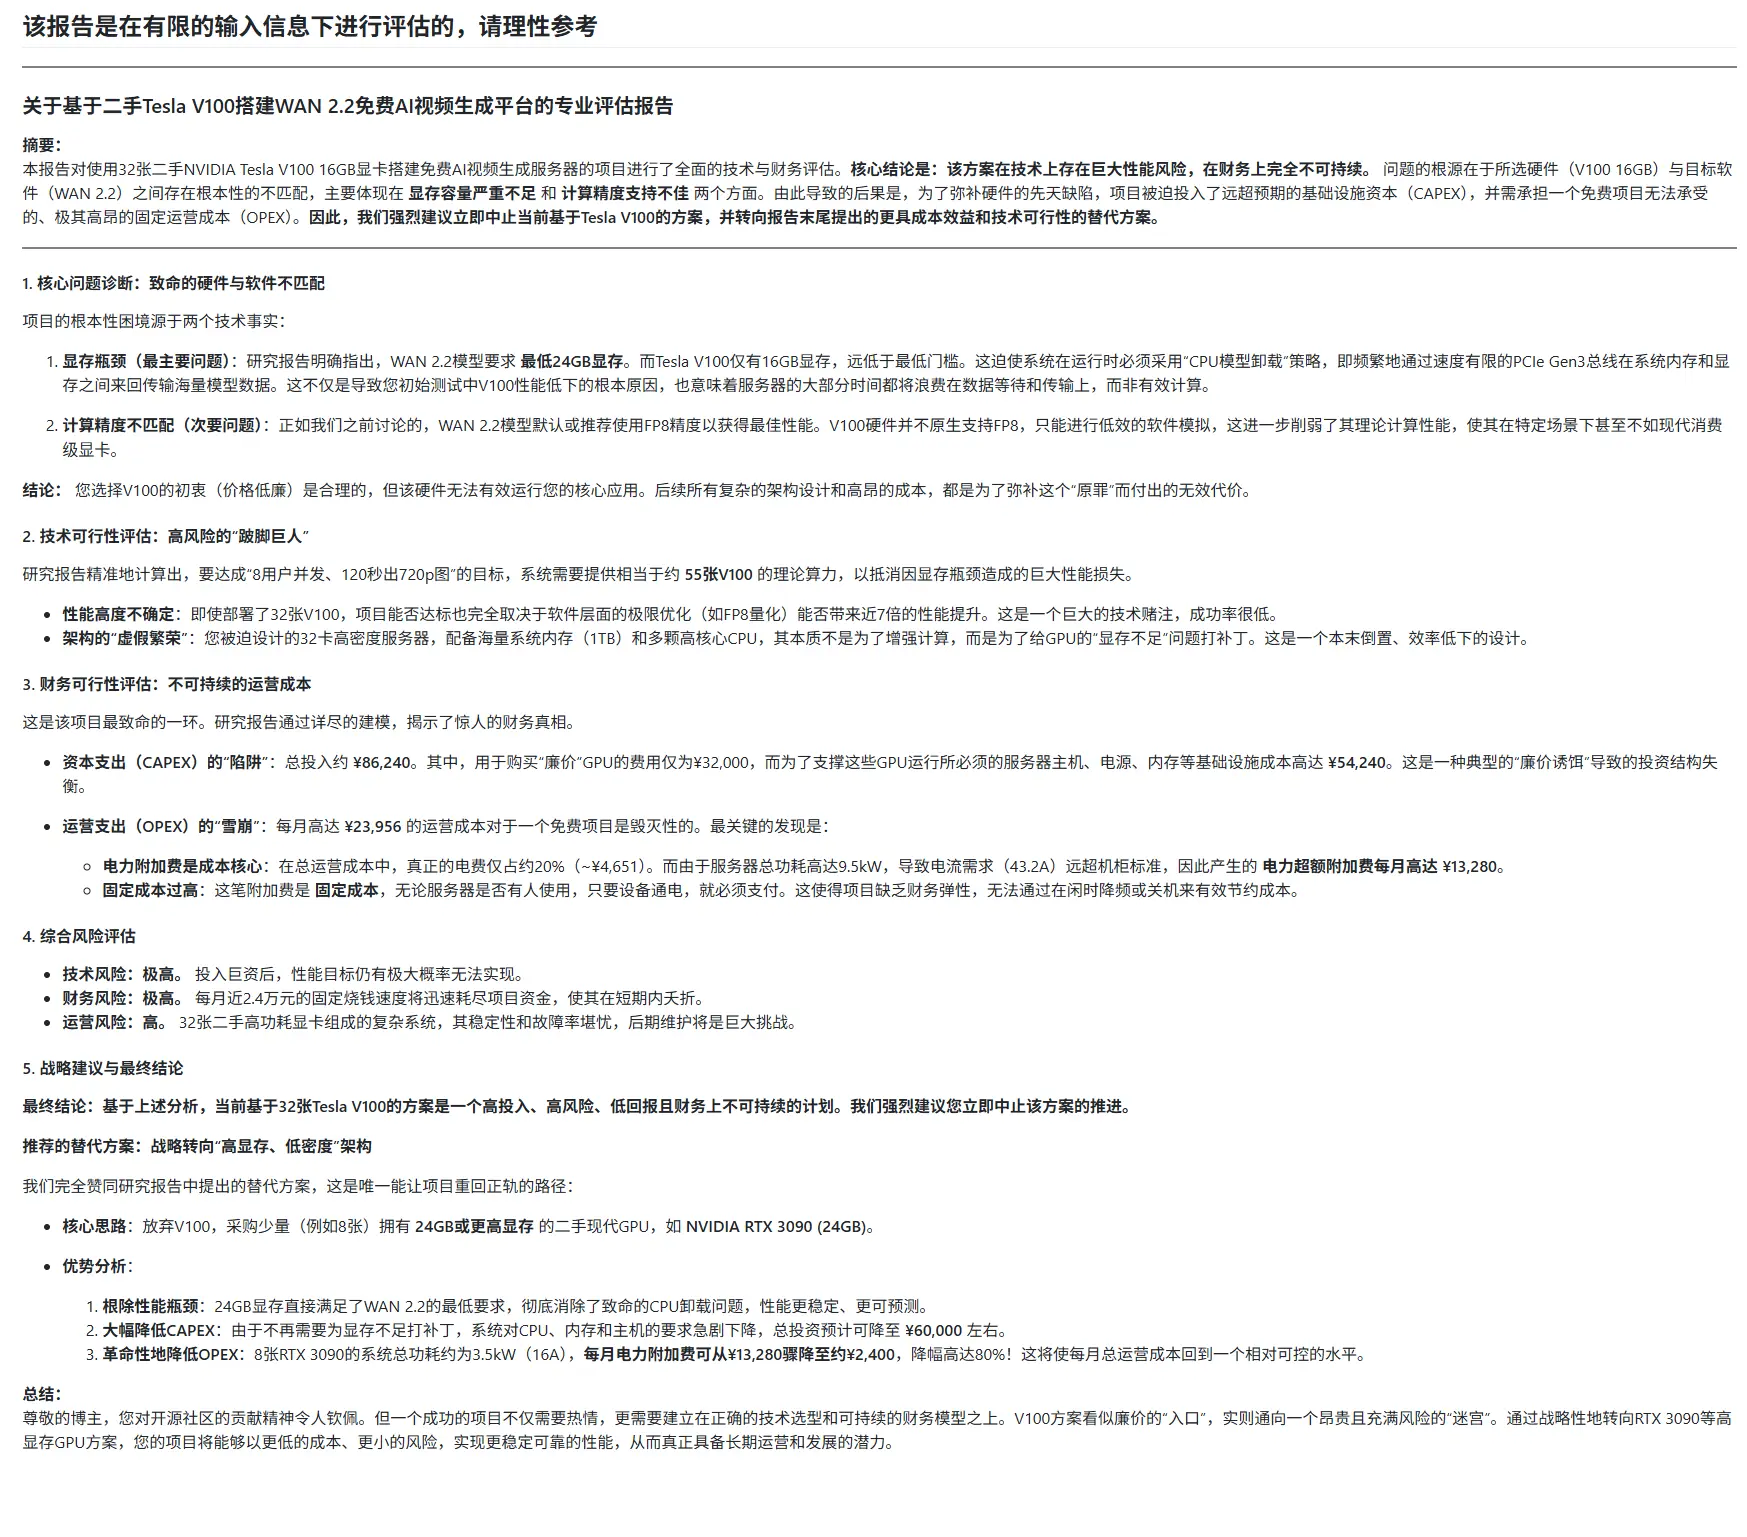 该报告是在有限的输入信息下进行评估的，请理性参考
关于基于二手Tesla V100搭建WAN 2.2免费AI视频生成平台的专业评估报告
摘要：
本报告对使用32张二手NVIDIA Tesla V100 16GB显卡搭建免费AI视频生成服务器的项目进行了全面的技术与财务评估。核心结论是：该方案在技术上存在巨大性能风险，在财务上完全不可持续。 问题的根源在于所选硬件（V100 16GB）与目标软
件（WAN 2.2）之间存在根本性的不匹配，主要体现在 显存容量严重不足 和 计算精度支持不佳 两个方面。由此导致的后果是，为了弥补硬件的先天缺陷，项目被迫投入了远超预期的基础设施资本（CAPEX），并需承担一个免费项目无法承受
的、极其高昂的固定运营成本（OPEX）。因此，我们强烈建议立即中止当前基于Tesla V100的方案，并转向报告末尾提出的更具成本效益和技术可行性的替代方案。
1. 核心问题诊断：致命的硬件与软件不匹配
项目的根本性困境源于两个技术事实：
1. 显存瓶颈（最主要问题）：研究报告明确指出，WAN 2.2模型要求 最低24GB显存。而Tesla V100仅有16GB显存，远低于最低门槛。这迫使系统在运行时必须采用“CPU模型卸载”策略，即频繁地通过速度有限的PCIe Gen3总线在系统内存和显
存之间来回传输海量模型数据。这不仅是导致您初始测试中V100性能低下的根本原因，也意味着服务器的大部分时间都将浪费在数据等待和传输上，而非有效计算。
2. 计算精度不匹配（次要问题）：正如我们之前讨论的，WAN 2.2模型默认或推荐使用FP8精度以获得最佳性能。V100硬件并不原生支持FP8，只能进行低效的软件模拟，这进一步削弱了其理论计算性能，使其在特定场景下甚至不如现代消费
级显卡。
结论： 您选择V100的初衷（价格低廉）是合理的，但该硬件无法有效运行您的核心应用。后续所有复杂的架构设计和高昂的成本，都是为了弥补这个“原罪”而付出的无效代价。
2. 技术可行性评估：高风险的“跛脚巨人”
研究报告精准地计算出，要达成“8用户并发、120秒出720p图”的目标，系统需要提供相当于约 55张V100 的理论算力，以抵消因显存瓶颈造成的巨大性能损失。
• 性能高度不确定：即使部署了32张V100，项目能否达标也完全取决于软件层面的极限优化（如FP8量化）能否带来近7倍的性能提升。这是一个巨大的技术赌注，成功率很低。
• 架构的“虚假繁荣”：您被迫设计的32卡高密度服务器，配备海量系统内存（1TB）和多颗高核心CPU，其本质不是为了增强计算，而是为了给GPU的“显存不足”问题打补丁。这是一个本末倒置、效率低下的设计。
3. 财务可行性评估：不可持续的运营成本
这是该项目最致命的一环。研究报告通过详尽的建模，揭示了惊人的财务真相。
• 资本支出（CAPEX）的“陷阱”：总投入约 ¥86,240。其中，用于购买“廉价”GPU的费用仅为¥32,000，而为了支撑这些GPU运行所必须的服务器主机、电源、内存等基础设施成本高达 ¥54,240。这是一种典型的“廉价诱饵”导致的投资结构失
衡。
• 运营支出（OPEX）的“雪崩”：每月高达 ¥23,956 的运营成本对于一个免费项目是毁灭性的。最关键的发现是：
◦ 电力附加费是成本核心：在总运营成本中，真正的电费仅占约20%（~¥4,651）。而由于服务器总功耗高达9.5kW，导致电流需求（43.2A）远超机柜标准，因此产生的 电力超额附加费每月高达 ¥13,280。
◦ 固定成本过高：这笔附加费是 固定成本，无论服务器是否有人使用，只要设备通电，就必须支付。这使得项目缺乏财务弹性，无法通过在闲时降频或关机来有效节约成本。
4. 综合风险评估
• 技术风险：极高。 投入巨资后，性能目标仍有极大概率无法实现。
• 财务风险：极高。 每月近2.4万元的固定烧钱速度将迅速耗尽项目资金，使其在短期内夭折。
• 运营风险：高。 32张二手高功耗显卡组成的复杂系统，其稳定性和故障率堪忧，后期维护将是巨大挑战。
5. 战略建议与最终结论
最终结论：基于上述分析，当前基于32张Tesla V100的方案是一个高投入、高风险、低回报且财务上不可持续的计划。我们强烈建议您立即中止该方案的推进。
推荐的替代方案：战略转向“高显存、低密度”架构
我们完全赞同研究报告中提出的替代方案，这是唯一能让项目重回正轨的路径：
• 核心思路：放弃V100，采购少量（例如8张）拥有 24GB或更高显存 的二手现代GPU，如 NVIDIA RTX 3090 (24GB)。
• 优势分析：
1. 根除性能瓶颈：24GB显存直接满足了WAN 2.2的最低要求，彻底消除了致命的CPU卸载问题，性能更稳定、更可预测。
2. 大幅降低CAPEX：由于不再需要为显存不足打补丁，系统对CPU、内存和主机的要求急剧下降，总投资预计可降至 ¥60,000 左右。
3. 革命性地降低OPEX：8张RTX 3090的系统总功耗约为3.5kW（16A），每月电力附加费可从¥13,280骤降至约¥2,400，降幅高达80%！这将使每月总运营成本回到一个相对可控的水平。
总结：
尊敬的博主，您对开源社区的贡献精神令人钦佩。但一个成功的项目不仅需要热情，更需要建立在正确的技术选型和可持续的财务模型之上。V100方案看似廉价的“入口”，实则通向一个昂贵且充满风险的“迷宫”。通过战略性地转向RTX 3090等高
显存GPU方案，您的项目将能够以更低的成本、更小的风险，实现更稳定可靠的性能，从而真正具备长期运营和发展的潜力。